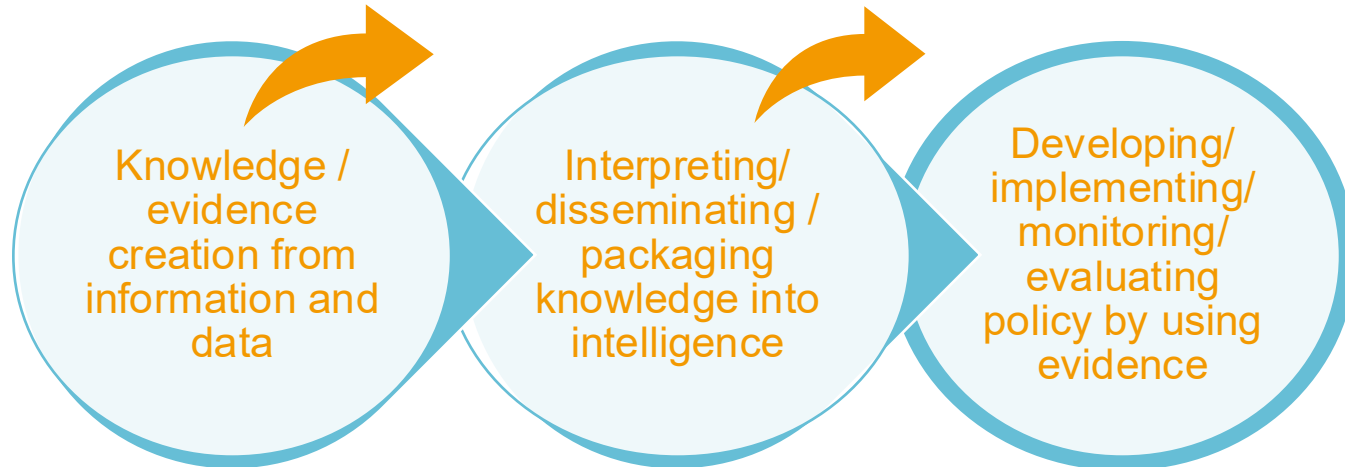 Knowledge /
evidence
creation from
information and
data
Interpreting/
disseminating /
packaging
knowledge into
intelligence
Developing/
implementing/
monitoring/
evaluating
policy by using
evidence